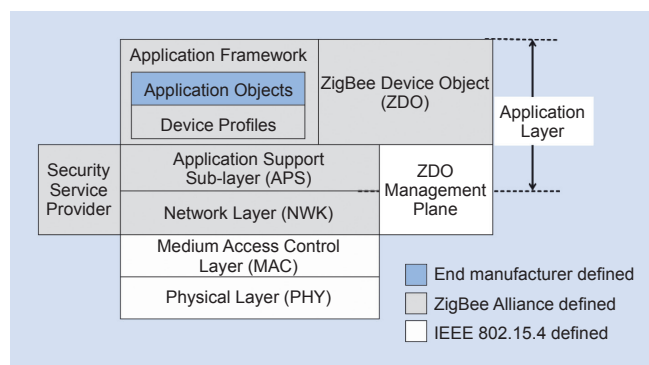 Application Framework
Application Objects
Device Profiles
ZigBee Device Object
(ZDO)
Application
Layer
Security
Service
Provider
Application Support
Sub-layer (APS)
Network Layer (NWK)
ZDO
Management
Plane
Medium Access Control
Layer (MAC)
Physical Layer (PHY)
End manufacturer defined
ZigBee Alliance defined
IEEE 802.15.4 defined